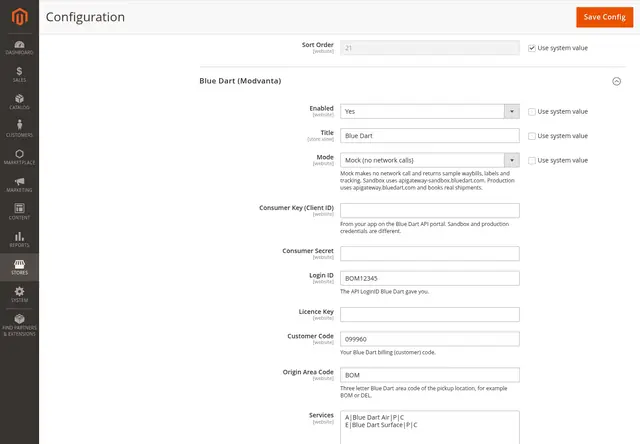 Configuration
Save Config
DASHBOARD
SALES
CATALOG
CUSTOMERS
MARKETPLACE
MARKETING
CONTENT
REPORTS
STORES
SYSTEM
FIND PARTNERS
& EXTENSIONS
Sort Order
[website]
21
Use system value
Blue Dart (Modvanta)
Enabled
[website]
Yes
Use system value
Title
[store view]
Blue Dart
Use system value
Mode
[website]
Mock (no network calls)
Use system value
Mock makes no network call and returns sample waybills, labels and
tracking. Sandbox uses apigateway-sandbox.bluedart.com. Production
uses apigateway.bluedart.com and books real shipments.
Consumer Key (Client ID)
[website]
From your app on the Blue Dart API portal. Sandbox and production
credentials are different.
Consumer Secret
[website]
Login ID
[website]
BOM12345
The API LoginID Blue Dart gave you.
Licence Key
[website]
Customer Code
[website]
099960
Your Blue Dart billing (customer) code.
Origin Area Code
[website]
BOM
Three letter Blue Dart area code of the pickup location, for example
BOM or DEL.
Services
[website]
A|Blue Dart Air|P|C
E|Blue Dart Surface|P|C